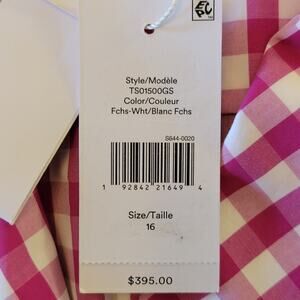 Style/Modèle
TS01500GS
Color/Couleur
Fchs-Wht/Blanc Fchs
S644-0020
1 92842 21649 4
Size/Taille
16
$395.00